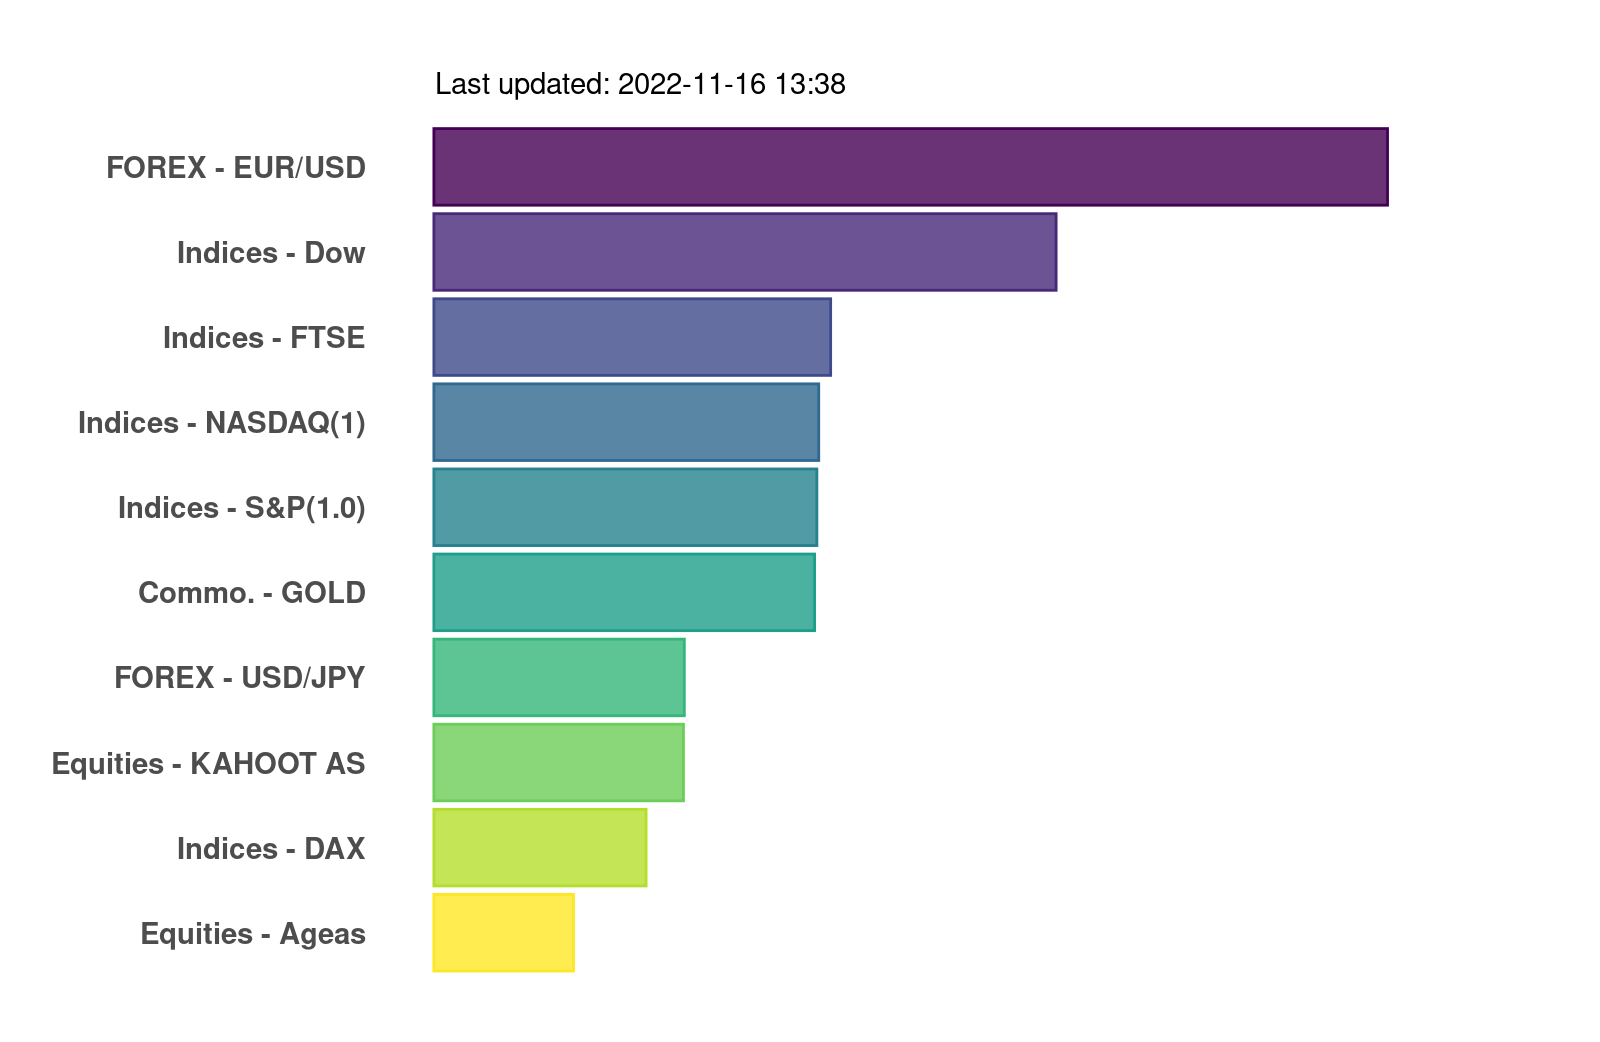 Last updated: 2022-11-16 13:38
FOREX - EUR/USD
Indices - Dow
Indices - FTSE
Indices - NASDAQ(1)
Indices - S&P(1.0)
Commo. - GOLD
FOREX - USD/JPY
Equities - KAHOOT AS
Indices - DAX
Equities - Ageas